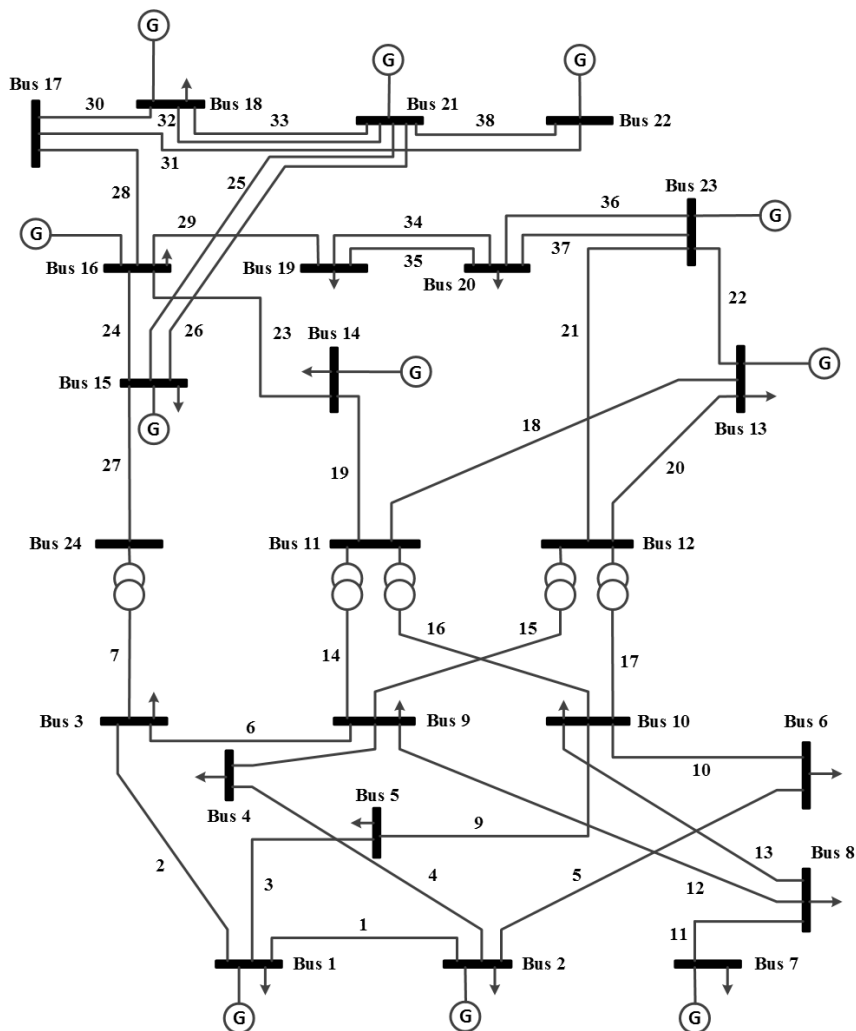 G
G
G
Bus 17
30
32
Bus 18
33
Bus 21
38
Bus 22
31
25
28
Bus 23
36
G
29
34
G
37
Bus 16
Bus 19
35
Bus 20
22
24
26
23
Bus 14
21
Bus 15
G
G
G
18
Bus 13
27
19
20
Bus 24
Bus 11
Bus 12
16
15
7
14
17
Bus 3
6
Bus 9
Bus 10
Bus 6
10
Bus 4
Bus 5
9
13
Bus 8
2
3
4
5
12
1
11
Bus 1
Bus 2
Bus 7
G
G
G